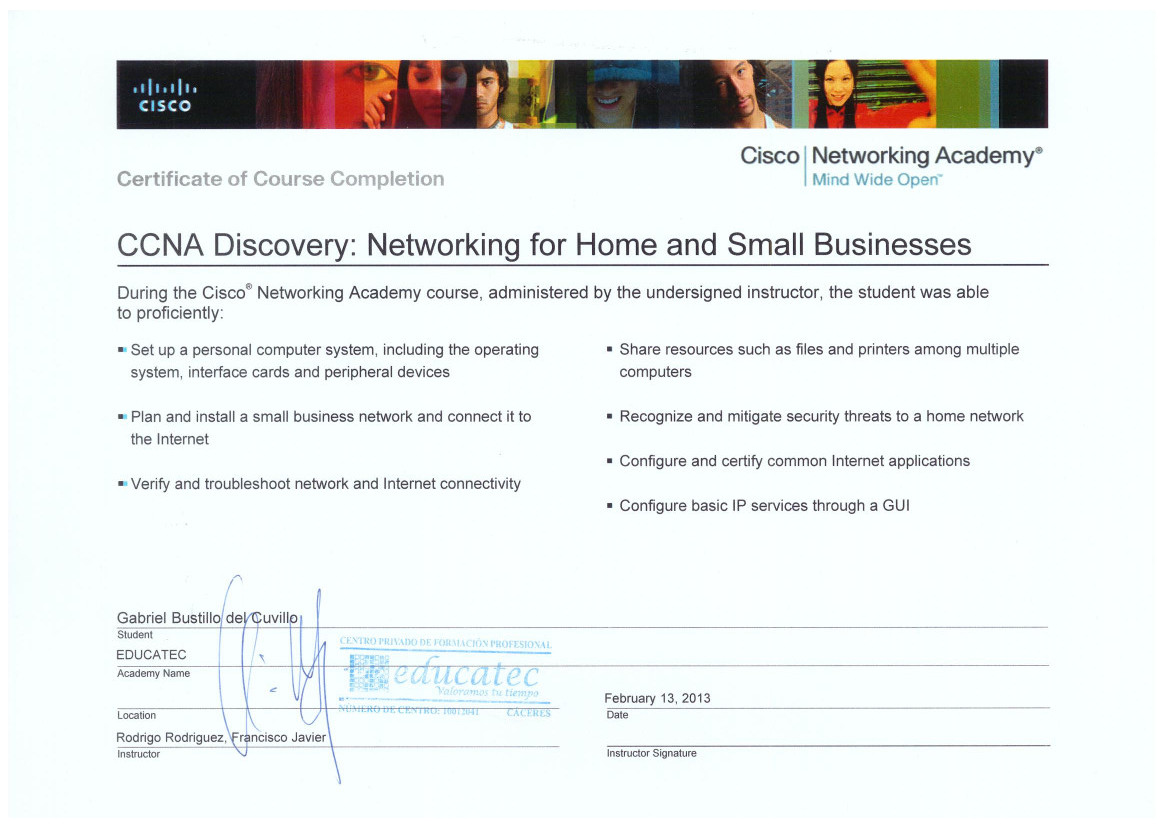 CISCO
Cisco Networking Academy®
Mind Wide Open™
Certificate of Course Completion
CCNA Discovery: Networking for Home and Small Businesses
During the Cisco® Networking Academy course, administered by the undersigned instructor, the student was able
to proficiently:
Set up a personal computer system, including the operating
system, interface cards and peripheral devices
Plan and install a small business network and connect it to
the Internet
Verify and troubleshoot network and Internet connectivity
Share resources such as files and printers among multiple
computers
Recognize and mitigate security threats to a home network
Configure and certify common Internet applications
Configure basic IP services through a GUI
Gabriel Bustillo del Cuvillo
Student
EDUCATEC
Academy Name
CENTRO PRIVADO DE FORMACIÓN PROFESIONAL
educatec
Valoramos tu tiempo
NÚMERO DE CENTRO: 10012041 CÁCERES
Location
February 13, 2013
Date
Rodrigo Rodriguez, Francisco Javier
Instructor
Instructor Signature